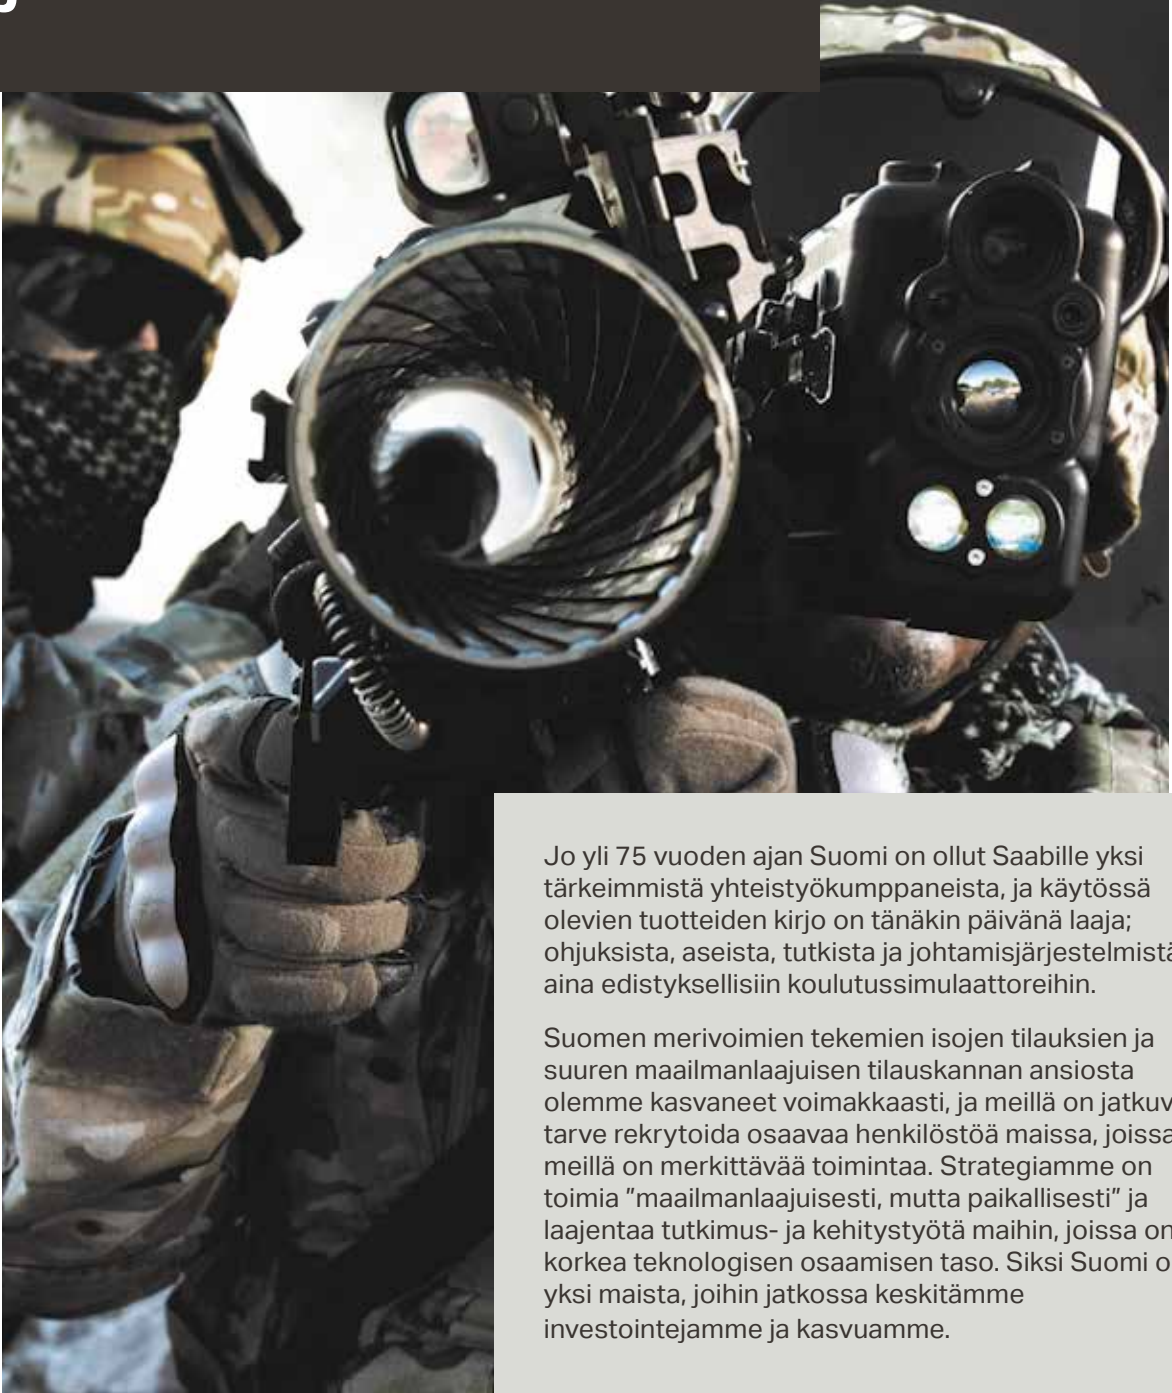 Jo yli 75 vuoden ajan Suomi on ollut Saabille yksi
tärkeimmistä yhteistyökumppaneista, ja käytössä
olevien tuotteiden kirjo on tänäkin päivänä laaja;
ohjuksista, aseista, tutkista ja johtamisjärjestelmistä
aina edistyksellisiin koulutussimulaattoreihin.
Suomen merivoimien tekemien isojen tilauksien ja
suuren maailmanlaajuisen tilauskannan ansiosta
olemme kasvaneet voimakkaasti, ja meillä on jatkuv
tarve rekrytoida osaavaa henkilöstöä maissa, joissa
meillä on merkittävää toimintaa. Strategiamme on
toimia ”maailmanlaajuisesti, mutta paikallisesti” ja
laajentaa tutkimus- ja kehitystyötä maihin, joissa on
korkea teknologisen osaamisen taso. Siksi Suomi o
yksi maista, joihin jatkossa keskitämme
investointejamme ja kasvuamme.